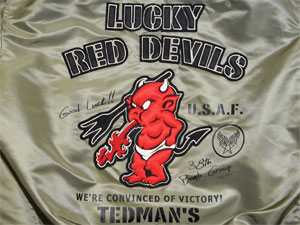 LUCKY
RED DEVILS
Good Luck!!
U.S.A.F.
38th
Bomb Group
WE'RE CONVINCED OF VICTORY!
TEDMAN'S